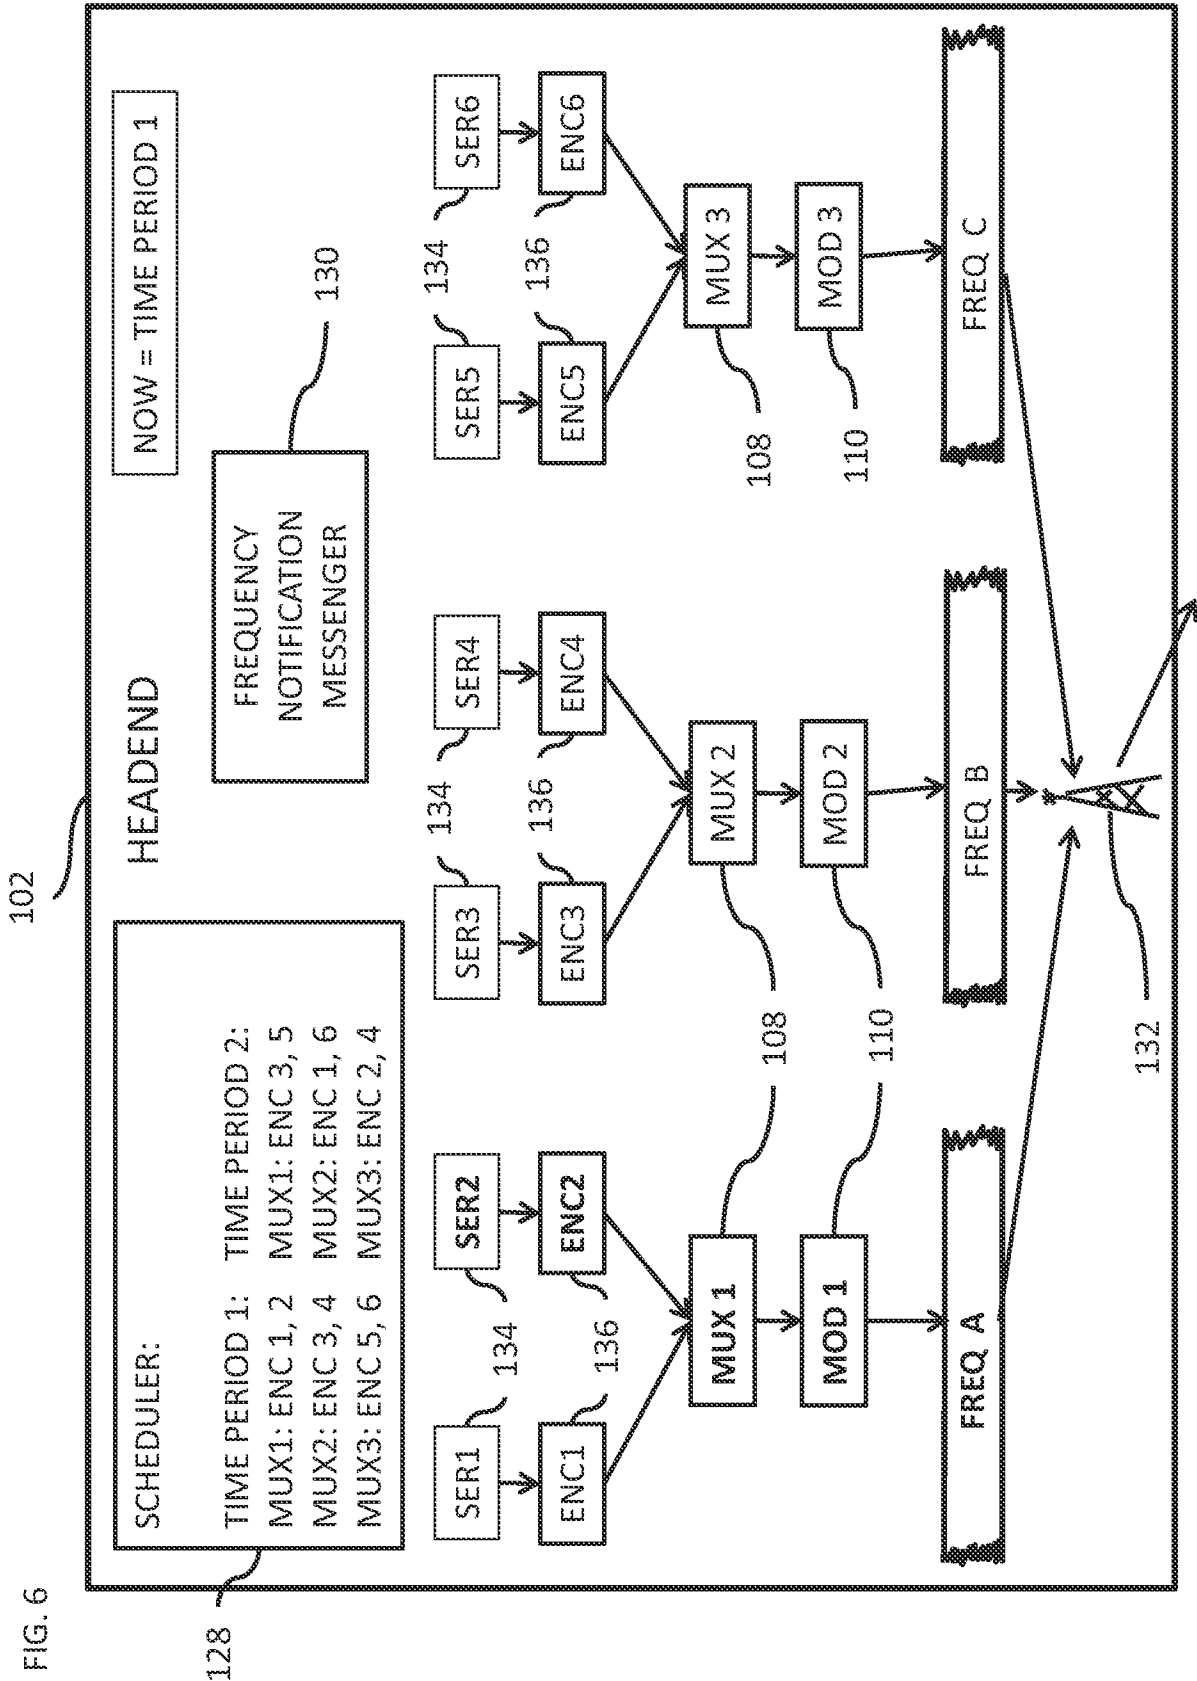 FIG. 6
102
HEADEND
NOW = TIME PERIOD 1
128
SCHEDULER:
TIME PERIOD 1: TIME PERIOD 2:
MUX1: ENC 1, 2 MUX1: ENC 3, 5
MUX2: ENC 3, 4 MUX2: ENC 1, 6
MUX3: ENC 5, 6 MUX3: ENC 2, 4
FREQUENCY
NOTIFICATION
MESSENGER
130
SER1 134 SER2 SER3 134 SER4 SER5 134 SER6
ENC1 136 ENC2 ENC3 136 ENC4 ENC5 136 ENC6
MUX 1 108 MUX 2 108 MUX 3
MOD 1 110 MOD 2 110 MOD 3
FREQ A FREQ B FREQ C
132